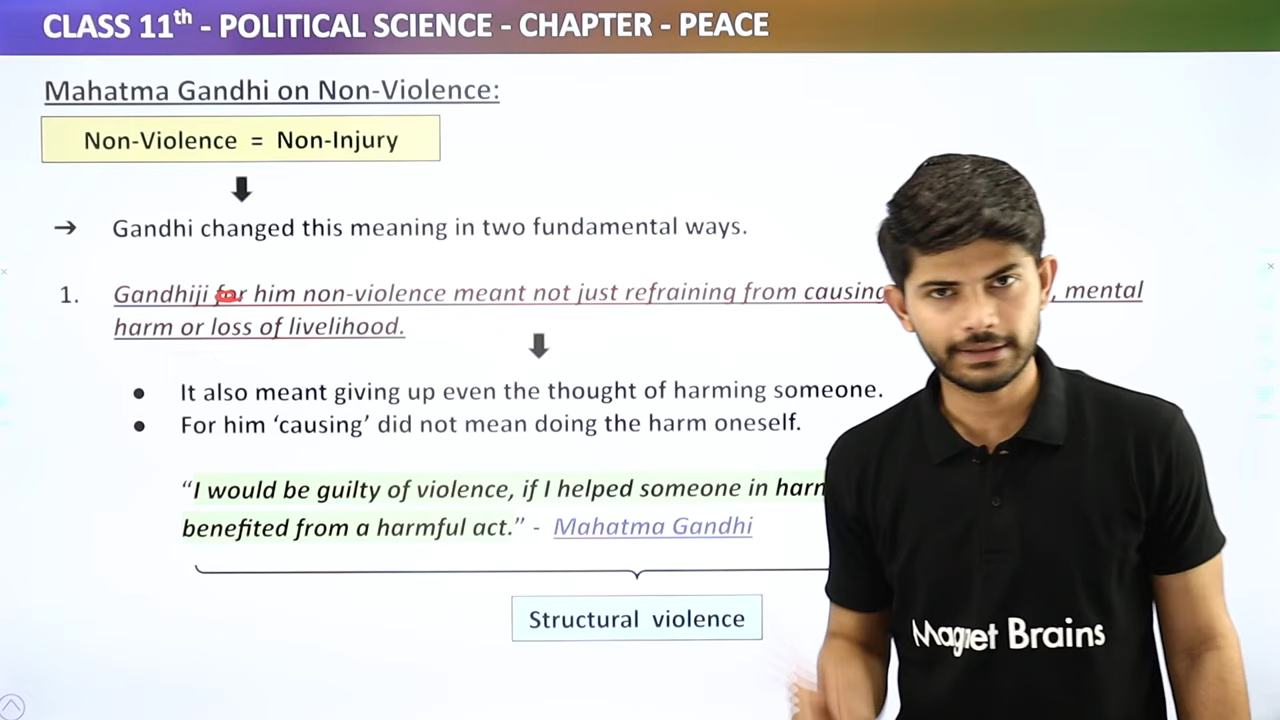 CLASS 11th - POLITICAL SCIENCE - CHAPTER - PEACE
Mahatma Gandhi on Non-Violence:
Non-Violence = Non-Injury
→ Gandhi changed this meaning in two fundamental ways.
1. Gandhiji for him non-violence meant not just refraining from causing , mental
harm or loss of livelihood.
● It also meant giving up even the thought of harming someone.
● For him ‘causing’ did not mean doing the harm oneself.
“I would be guilty of violence, if I helped someone in
benefited from a harmful act.” - Mahatma Gandhi
Structural violence
Magnet Brains